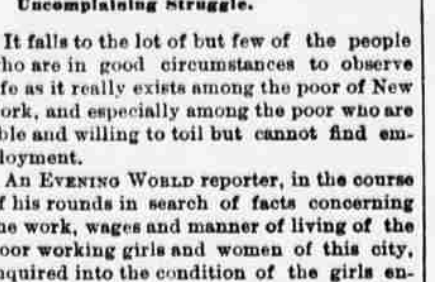 Uncomplaining Struggle.
It falls to the lot of but few of the people
ho are in good circumstances to observe
fe as it really exists among the poor of New
ork, and especially among the poor who are
ble and willing to toil but cannot find em-
loyment.
An EVENING WORLD reporter, in the course
f his rounds in search of facts concerning
he work, wages and manner of living of the
oor working girls and women of this city,
nquired into the condition of the girls en-